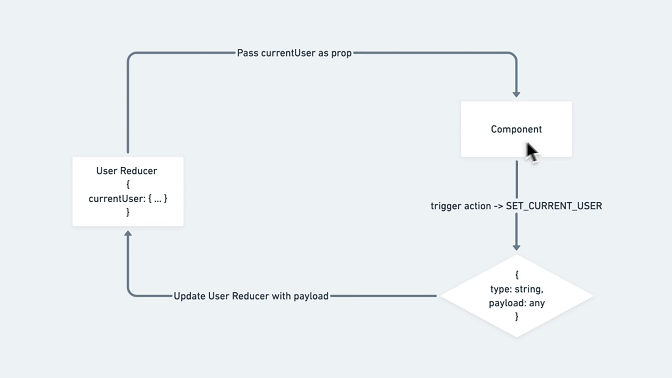 Pass currentUser as prop
Component
User Reducer
{
currentUser: { ... }
}
trigger action -> SET_CURRENT_USER
{
type: string,
payload: any
}
Update User Reducer with payload